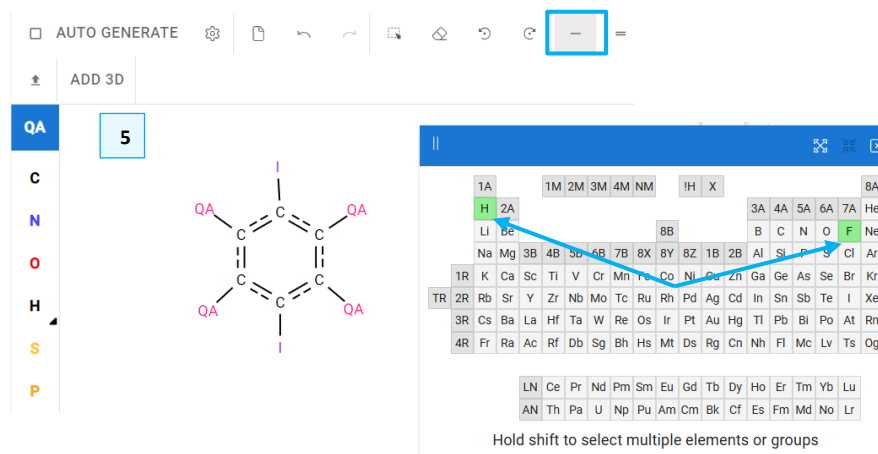 AUTO GENERATE
ADD 3D
QA
C
N
O
H
S
P
5
I
QA C QA
C C
C C
QA C QA
I
1A 1M 2M 3M 4M NM !H X 8A
H 2A 3A 4A 5A 6A 7A He
Li Be 8B B C N O F Ne
Na Mg 3B 4B 5B 6B 7B 8X 8Y 8Z 1B 2B Al Si P S Cl Ar
1R K Ca Sc Ti V Cr Mn Fe Co Ni Cu Zn Ga Ge As Se Br Kr
TR 2R Rb Sr Y Zr Nb Mo Tc Ru Rh Pd Ag Cd In Sn Sb Te I Xe
3R Cs Ba La Hf Ta W Re Os Ir Pt Au Hg Tl Pb Bi Po At Rn
4R Fr Ra Ac Rf Db Sg Bh Hs Mt Ds Rg Cn Nh Fl Mc Lv Ts Og
LN Ce Pr Nd Pm Sm Eu Gd Tb Dy Ho Er Tm Yb Lu
AN Th Pa U Np Pu Am Cm Bk Cf Es Fm Md No Lr
Hold shift to select multiple elements or groups